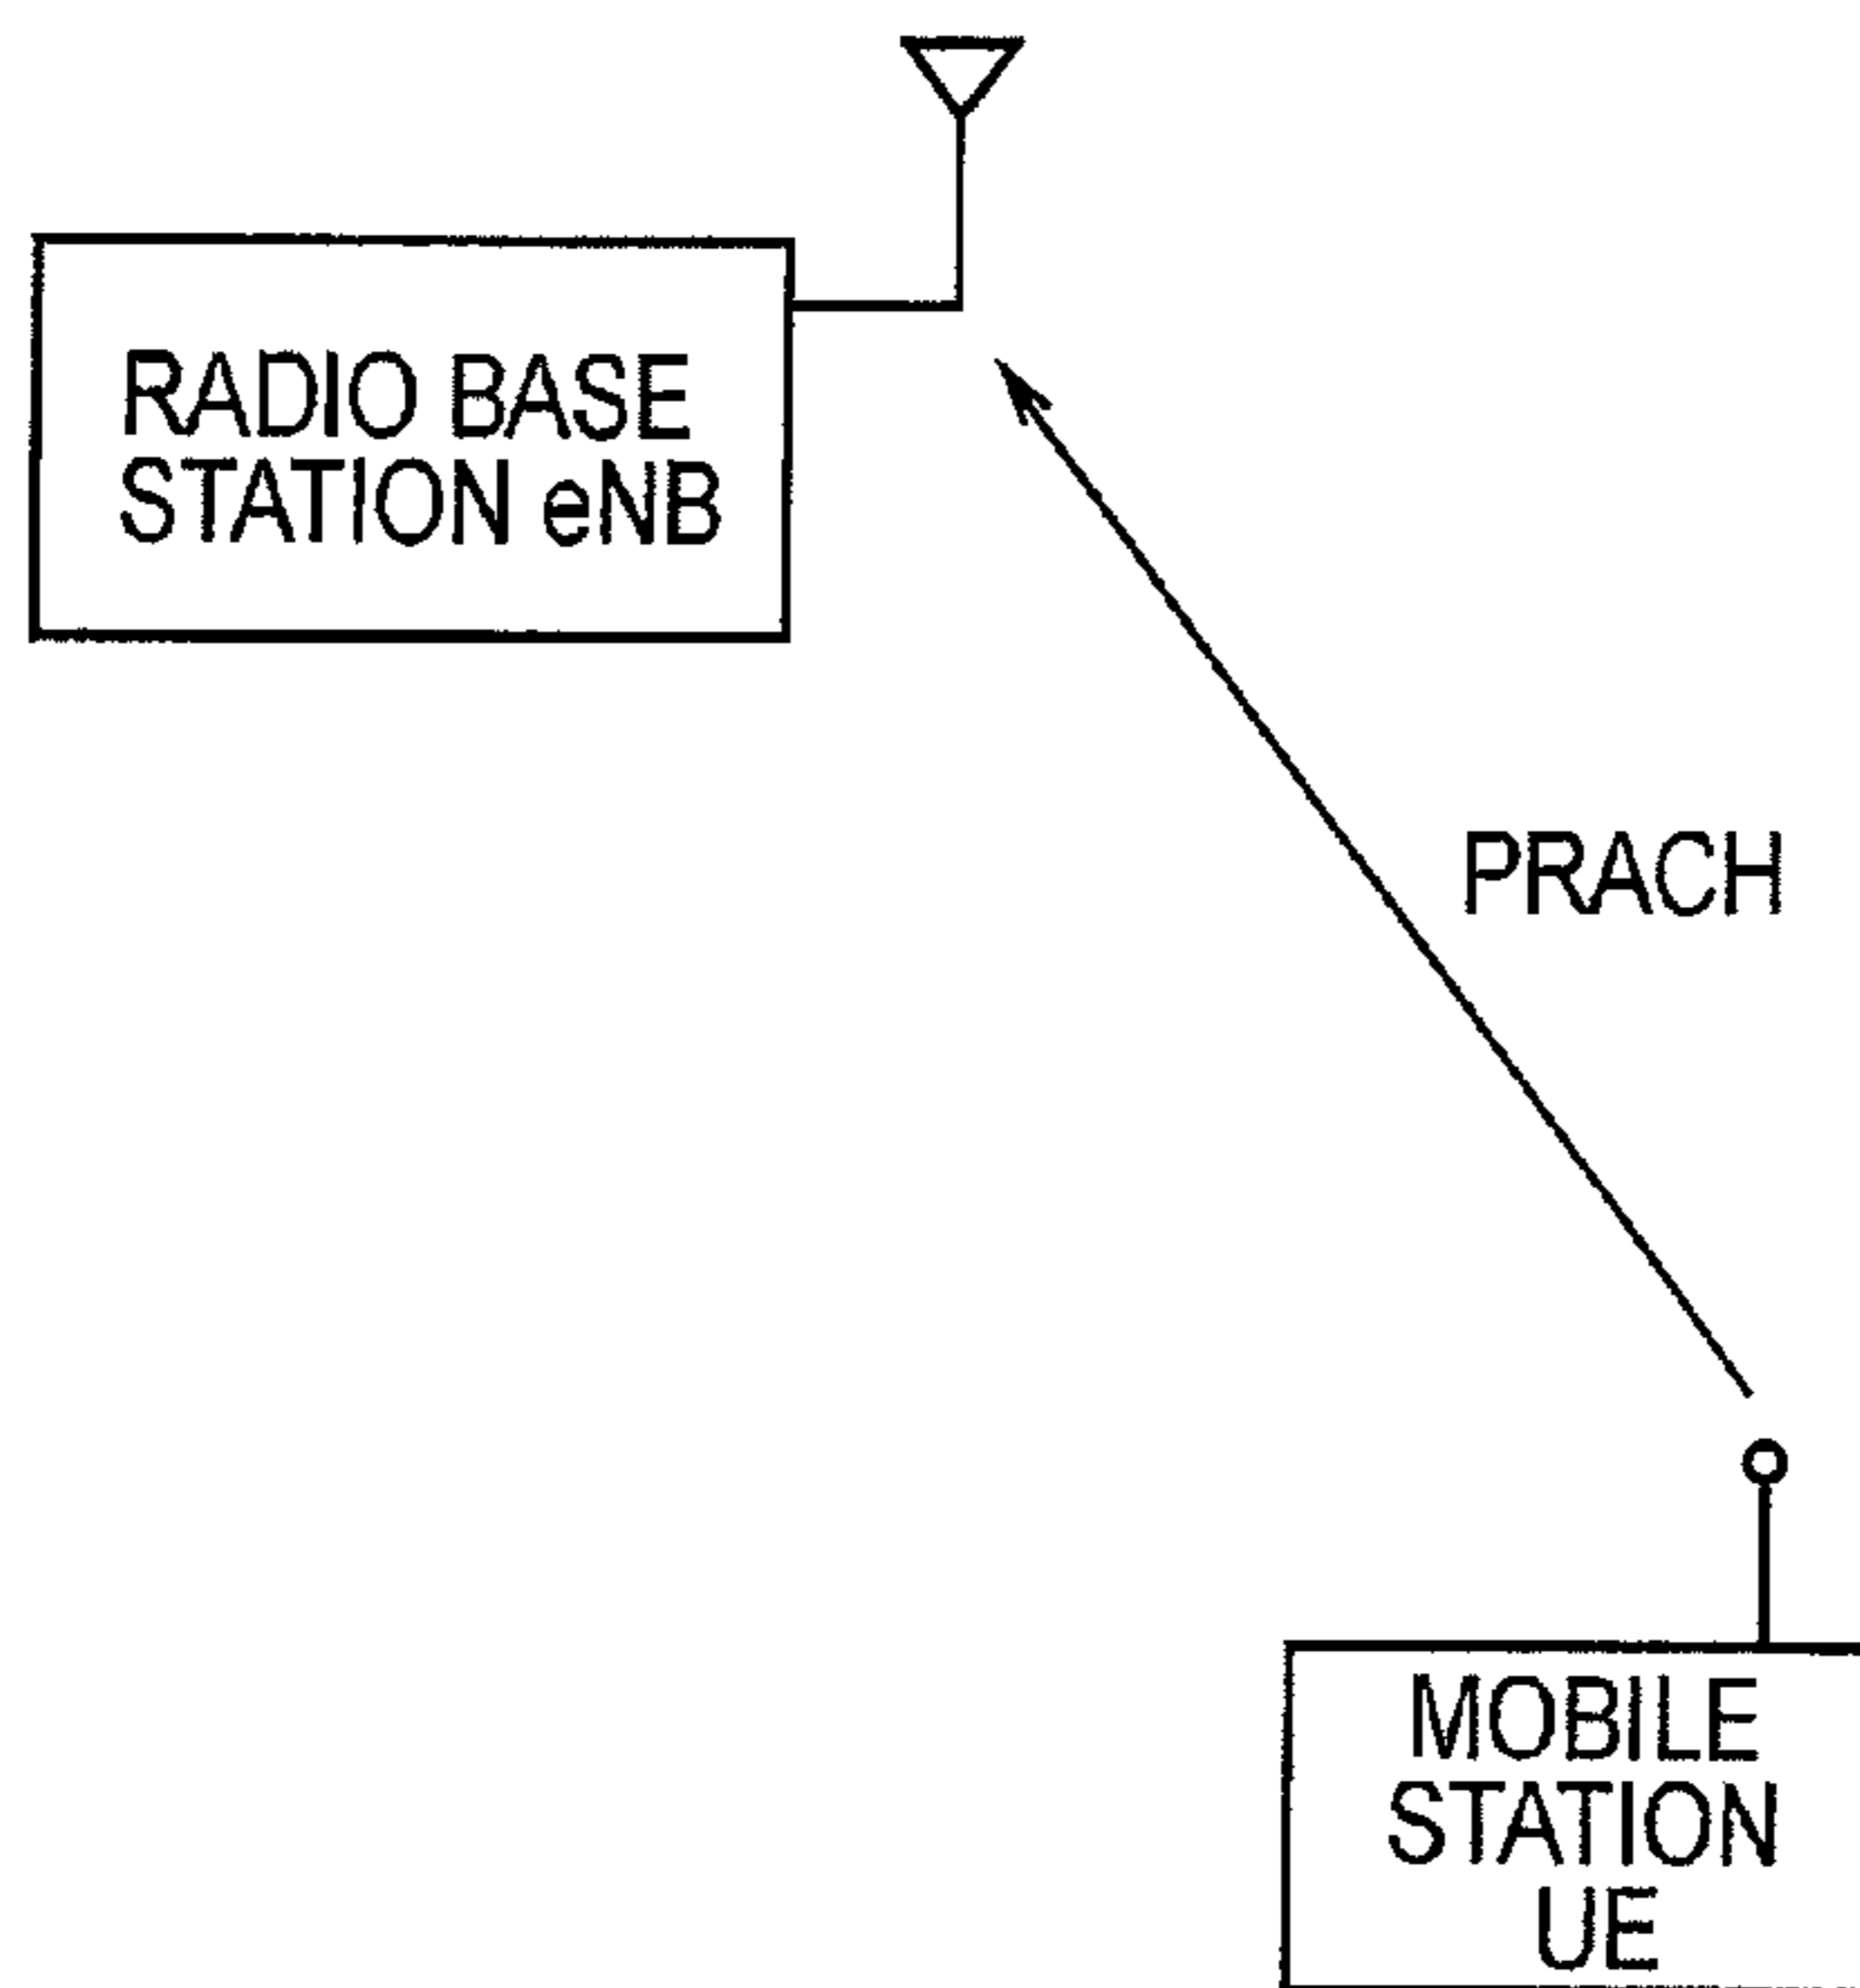 RADIO BASE
STATION eNB
PRACH
MOBILE
STATION
UE